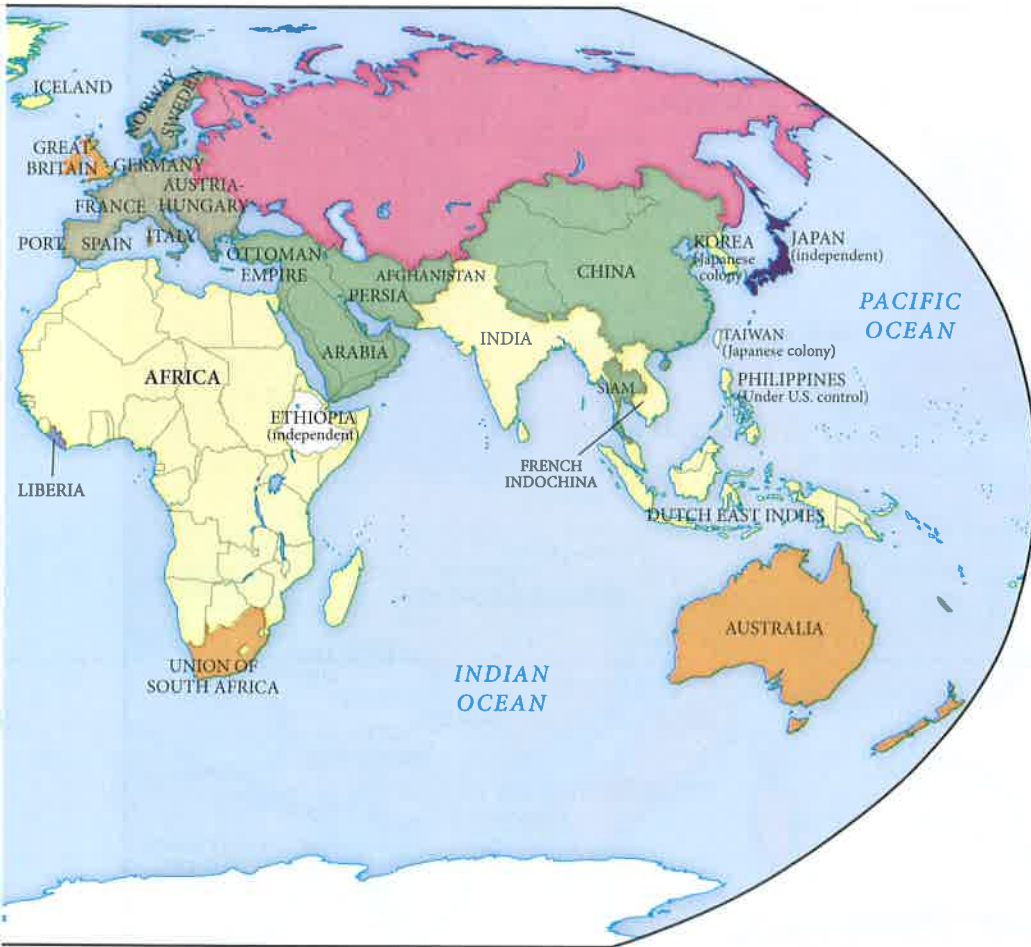 ICELAND
NORWAY
SWEDEN
GREAT
BRITAIN
GERMANY
AUSTRIA-
HUNGARY
FRANCE
PORT
SPAIN
ITALY
OTTOMAN
EMPIRE
AFGHANISTAN
PERSIA
CHINA
KOREA
(Japanese
colony)
JAPAN
(independent)
PACIFIC
OCEAN
ARABIA
INDIA
TAIWAN
(Japanese colony)
AFRICA
SIAM
PHILIPPINES
(Under U.S. control)
ETHIOPIA
(independent)
LIBERIA
FRENCH
INDOCHINA
DUTCH EAST INDIES
AUSTRALIA
UNION OF
SOUTH AFRICA
INDIAN
OCEAN